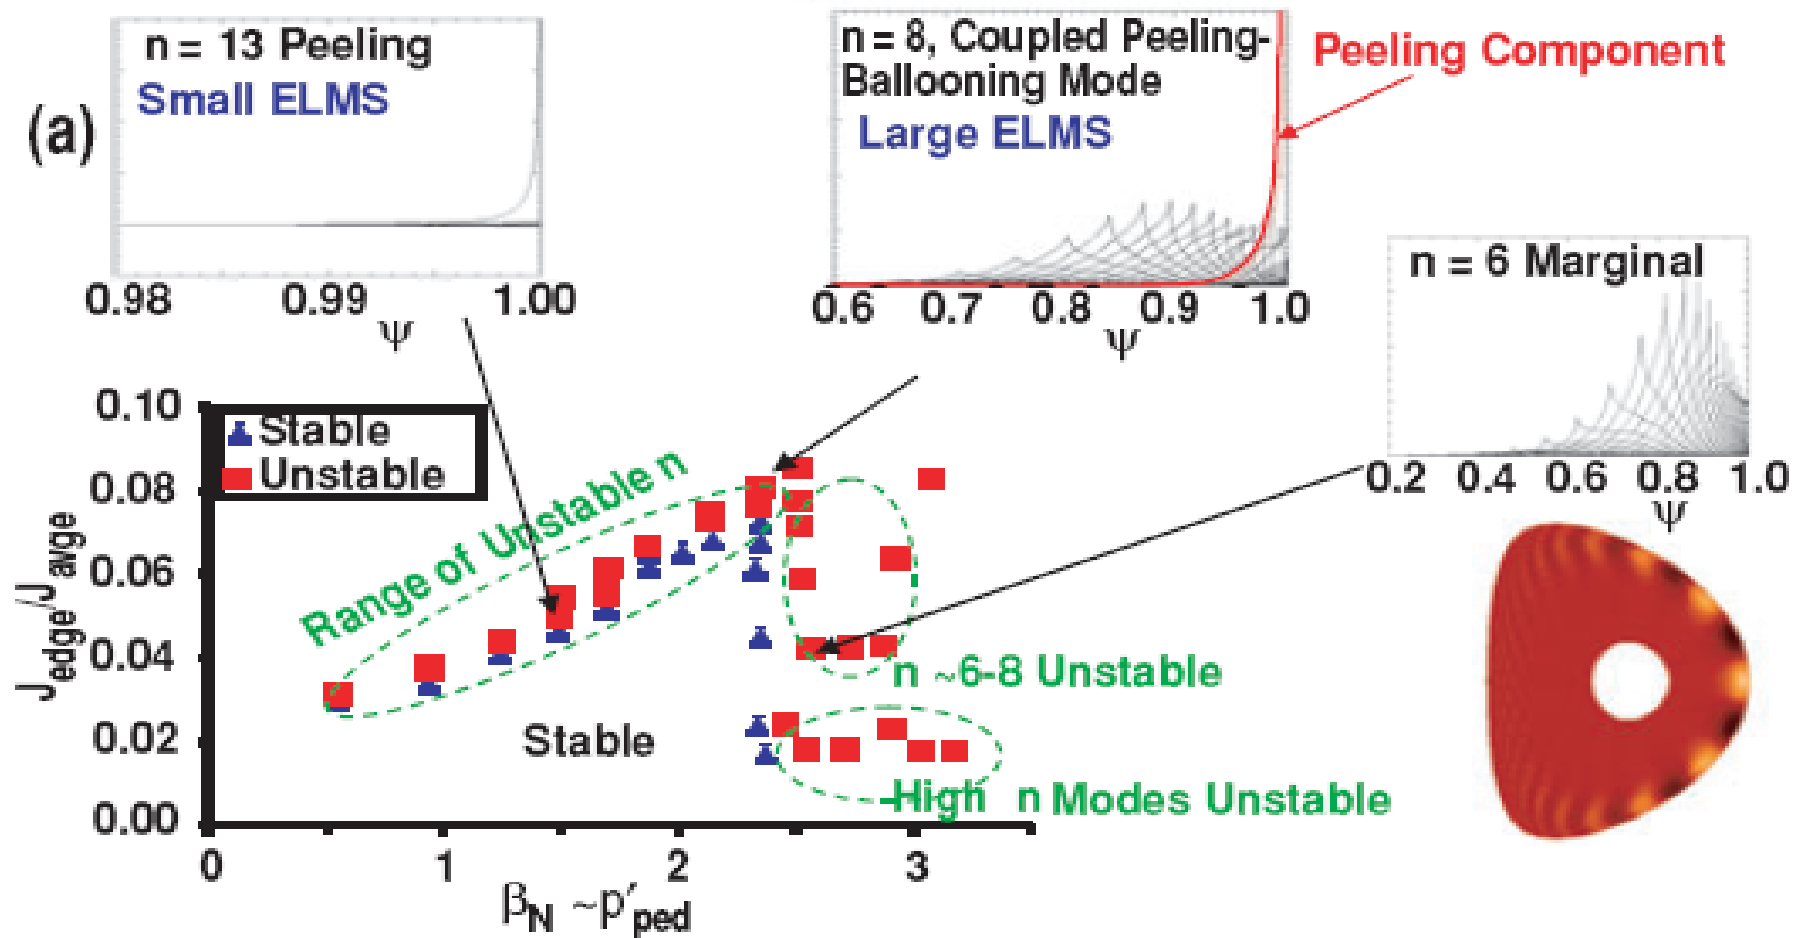 (a)
n = 13 Peeling
Small ELMS
0.98 0.99 1.00
ψ
n = 8, Coupled Peeling-
Ballooning Mode
Large ELMS
0.6 0.7 0.8 0.9 1.0
ψ
Peeling Component
n = 6 Marginal
0.2 0.4 0.6 0.8 1.0
ψ
Stable
Unstable
Range of Unstable n
n ~6-8 Unstable
Stable
High n Modes Unstable
0.10
0.08
0.06
0.04
0.02
0.00
Jedge/Javge
0 1 2 3
βN ~p′ped